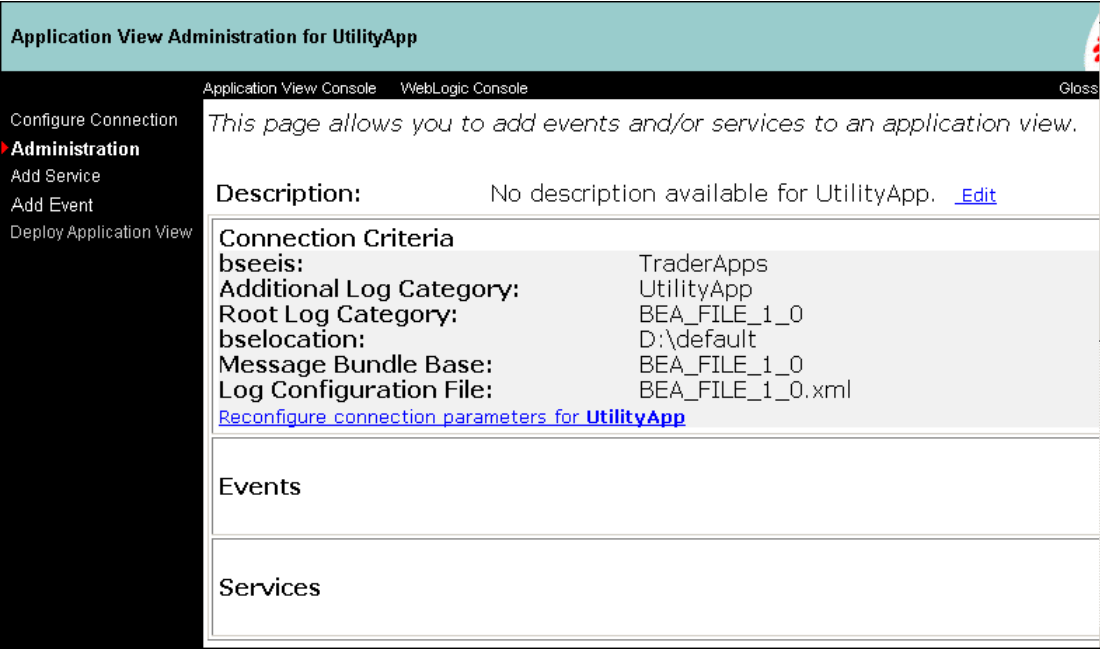 Application View Administration for UtilityApp
Application View Console WebLogic Console Gloss
Configure Connection
Administration
Add Service
Add Event
Deploy Application View
This page allows you to add events and/or services to an application view.
Description: No description available for UtilityApp. Edit
Connection Criteria
bseeis: TraderApps
Additional Log Category: UtilityApp
Root Log Category: BEA_FILE_1_0
bselocation: D:\default
Message Bundle Base: BEA_FILE_1_0
Log Configuration File: BEA_FILE_1_0.xml
Reconfigure connection parameters for UtilityApp
Events
Services